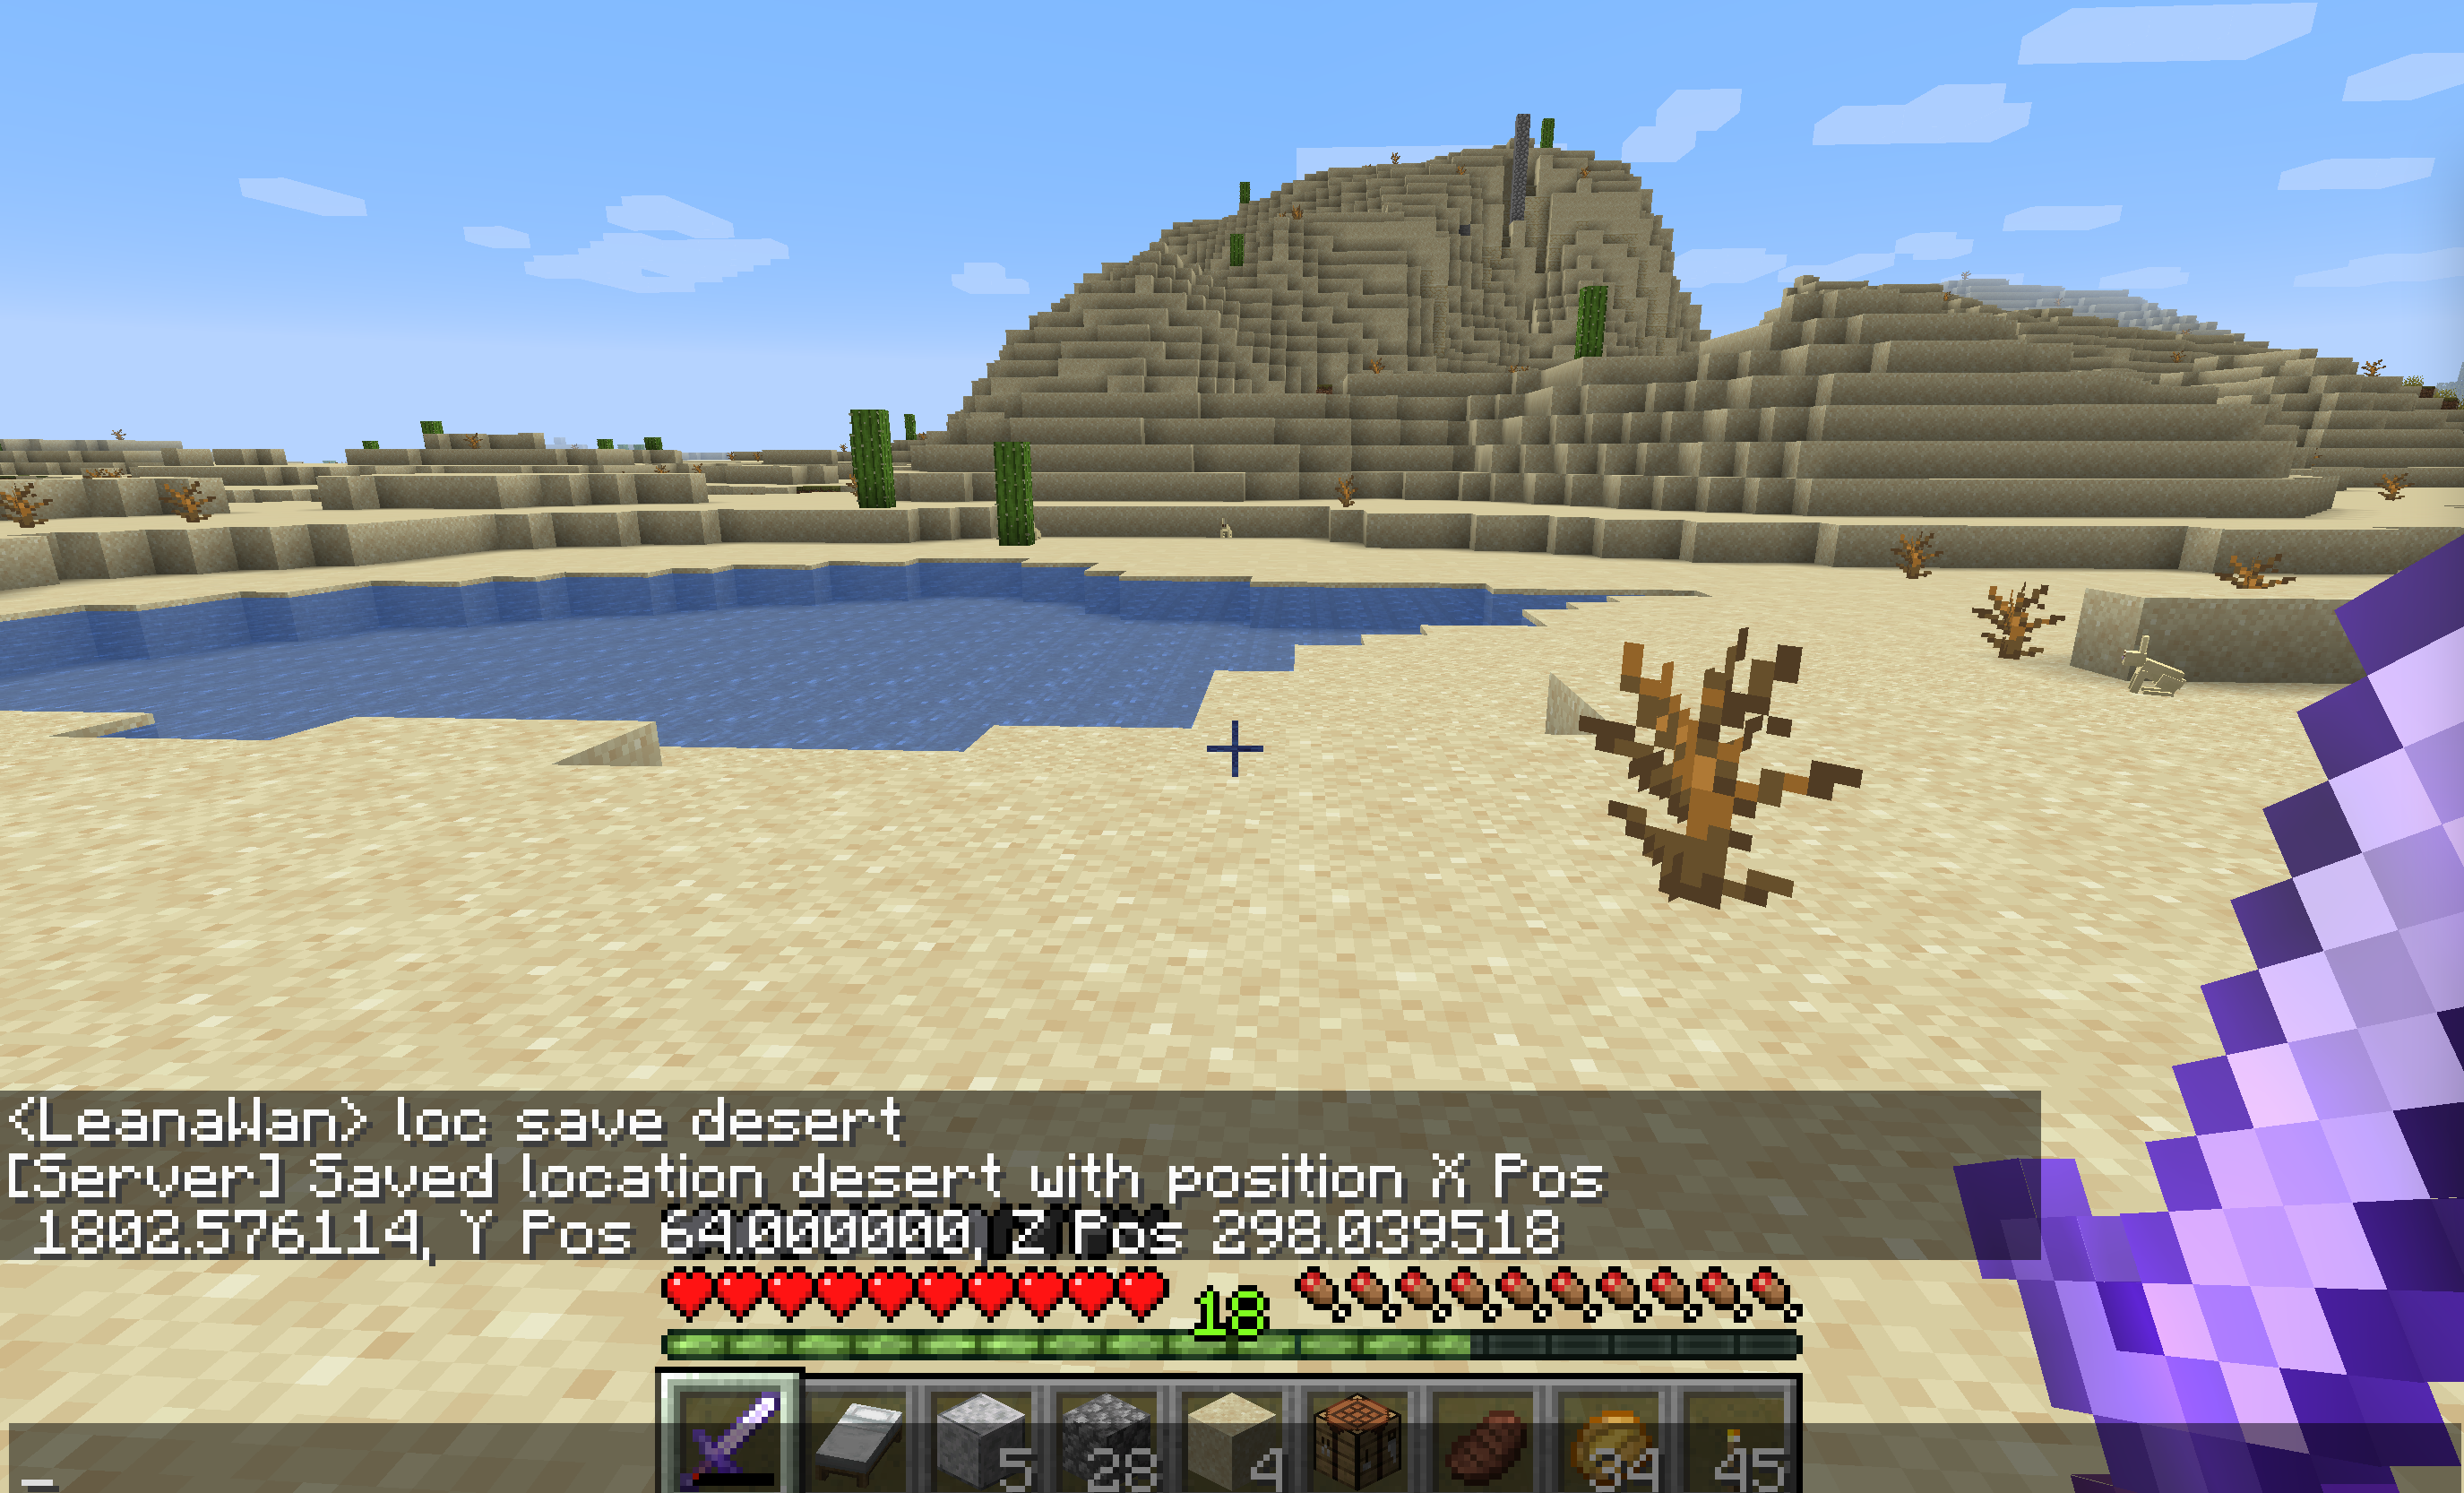 <LeanaWan> loc save desert
[Server] Saved location desert with position X Pos
1802.576114, Y Pos 64.000000, Z Pos 298.039518
18
5 28 4 34 45
_